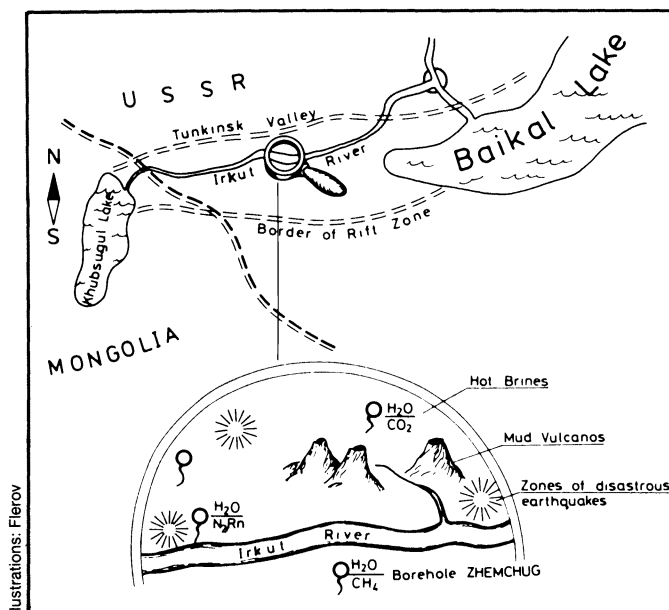 USSR
Tunkinsk Valley
Baikal Lake
N
S
Irkut River
Khubsugul Lake
Border of Rift Zone
MONGOLIA
Hot Brines
H₂O
CO₂
Mud Vulcanos
Zones of disastrous
earthquakes
H₂O
N₂Rn
Irkut River
H₂O
CH₄ Borehole ZHEMCHUG
lustrations: Flerov